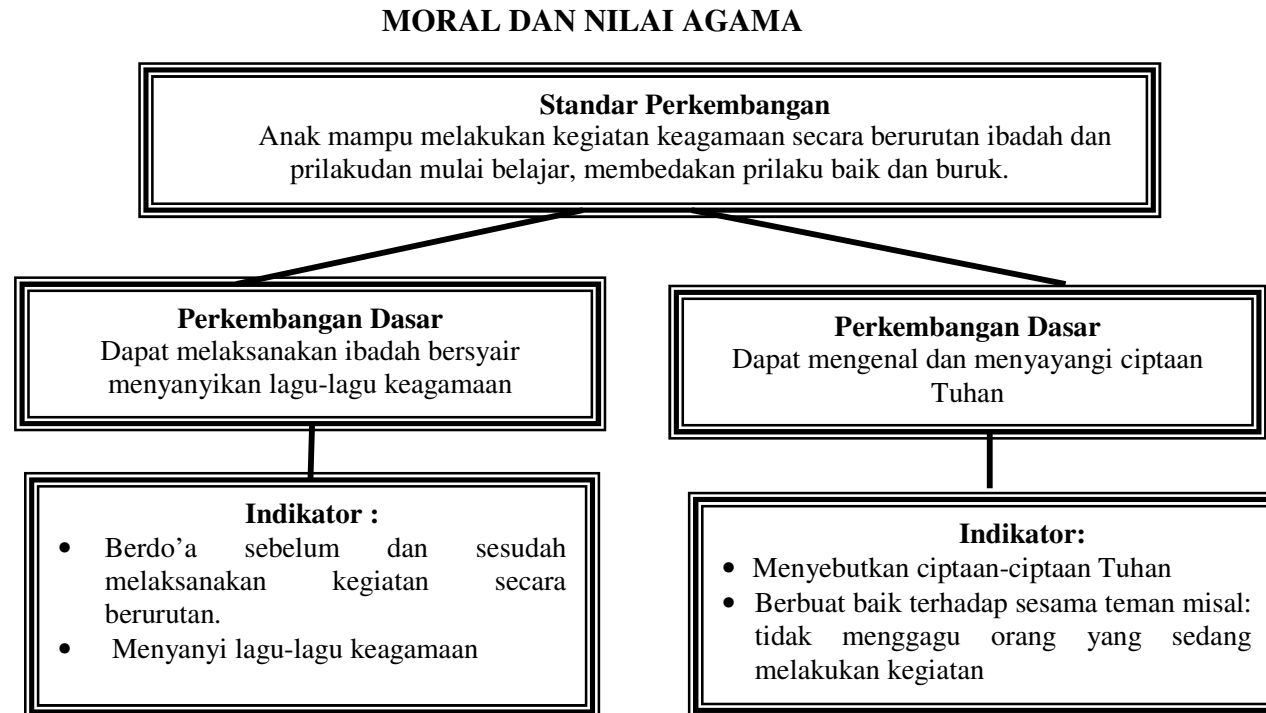 MORAL DAN NILAI AGAMA
Standar Perkembangan
Anak mampu melakukan kegiatan keagamaan secara berurutan ibadah dan
prilakudan mulai belajar, membedakan prilaku baik dan buruk.
Perkembangan Dasar
Dapat melaksanakan ibadah bersyair
menyanyikan lagu-lagu keagamaan
Perkembangan Dasar
Dapat mengenal dan menyayangi ciptaan
Tuhan
Indikator :
• Berdo’a sebelum dan sesudah
melaksanakan kegiatan secara
berurutan.
• Menyanyi lagu-lagu keagamaan
Indikator:
• Menyebutkan ciptaan-ciptaan Tuhan
• Berbuat baik terhadap sesama teman misal:
tidak menggagu orang yang sedang
melakukan kegiatan